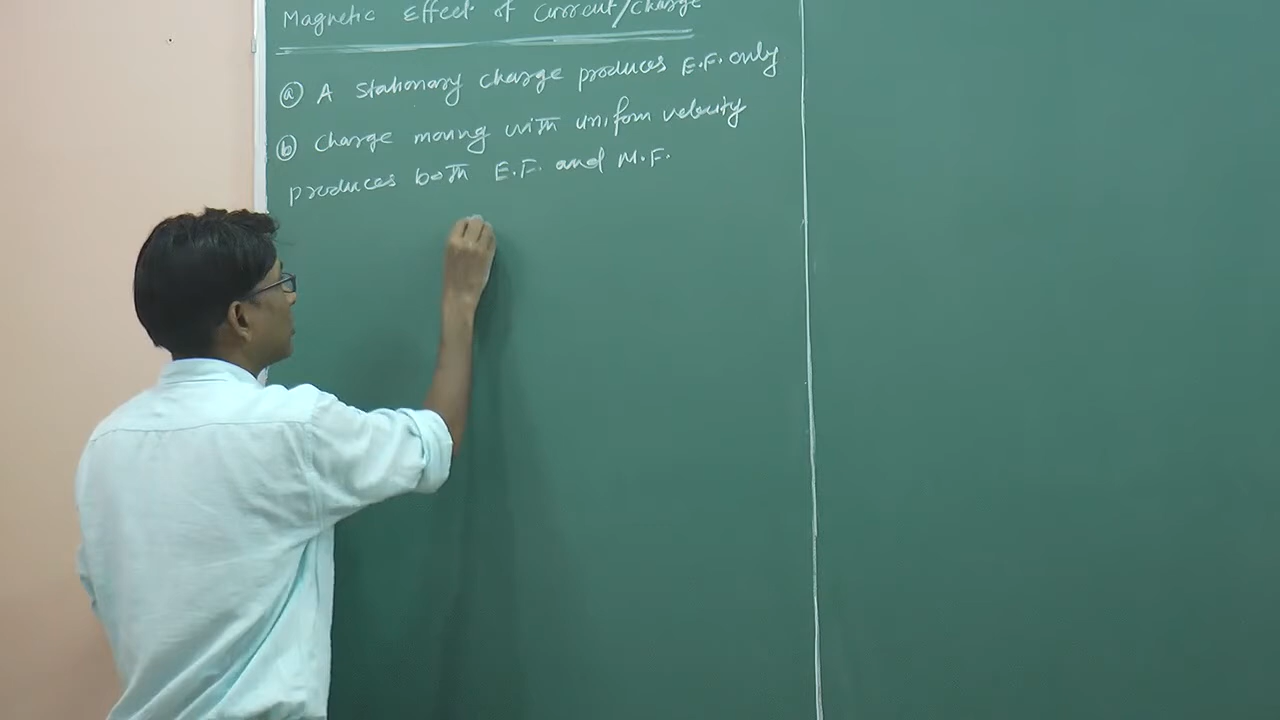 Magnetic Effect of Current/Charge
(a) A stationary charge produces E.F. only
(b) Charge moving with uniform velocity
produces both E.F. and M.F.